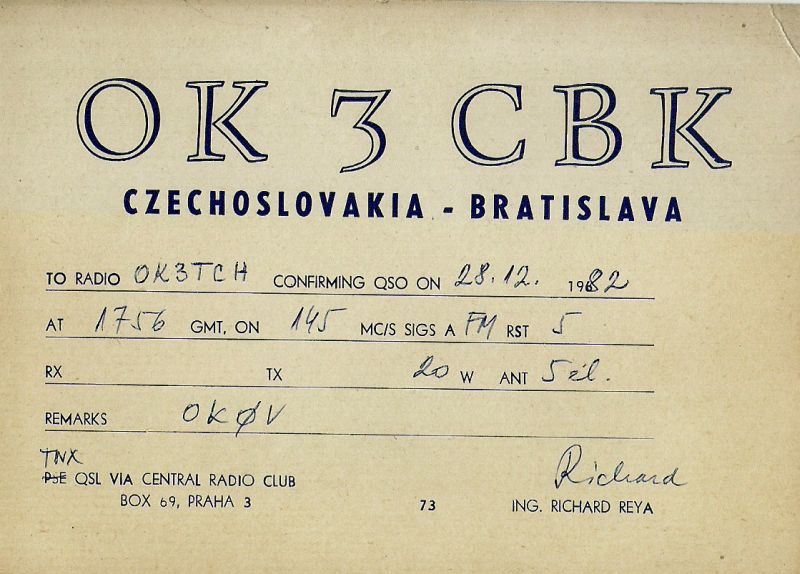 OK 3 CBK
CZECHOSLOVAKIA - BRATISLAVA
TO RADIO OK3TCH CONFIRMING QSO ON 28.12. 1982
AT 1756 GMT, ON 145 MC/S SIGS A FM RST 5
RX TX 20 W ANT 5 él.
REMARKS OKØV
TNX
PSE QSL VIA CENTRAL RADIO CLUB
BOX 69, PRAHA 3
Richard
73 ING. RICHARD REYA